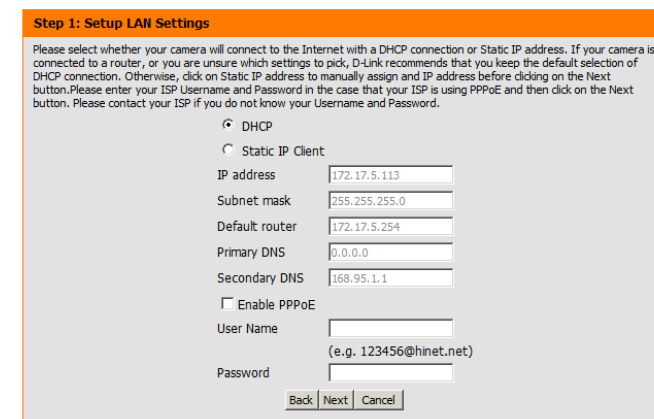 Step 1: Setup LAN Settings
Please select whether your camera will connect to the Internet with a DHCP connection or Static IP address. If your camera is
connected to a router, or you are unsure which settings to pick, D-Link recommends that you keep the default selection of
DHCP connection. Otherwise, click on Static IP address to manually assign and IP address before clicking on the Next
button.Please enter your ISP Username and Password in the case that your ISP is using PPPoE and then click on the Next
button. Please contact your ISP if you do not know your Username and Password.
DHCP
Static IP Client
IP address 172.17.5.113
Subnet mask 255.255.255.0
Default router 172.17.5.254
Primary DNS 0.0.0.0
Secondary DNS 168.95.1.1
Enable PPPoE
User Name
(e.g. 123456@hinet.net)
Password
Back Next Cancel